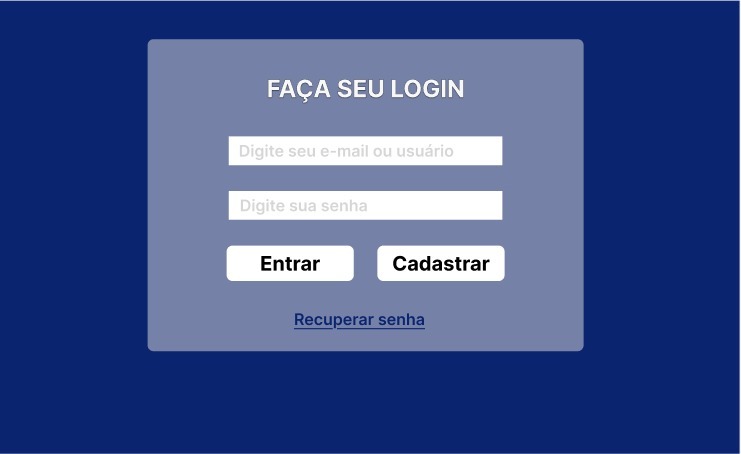 FAÇA SEU LOGIN
Digite seu e-mail ou usuário
Digite sua senha
Entrar Cadastrar
Recuperar senha